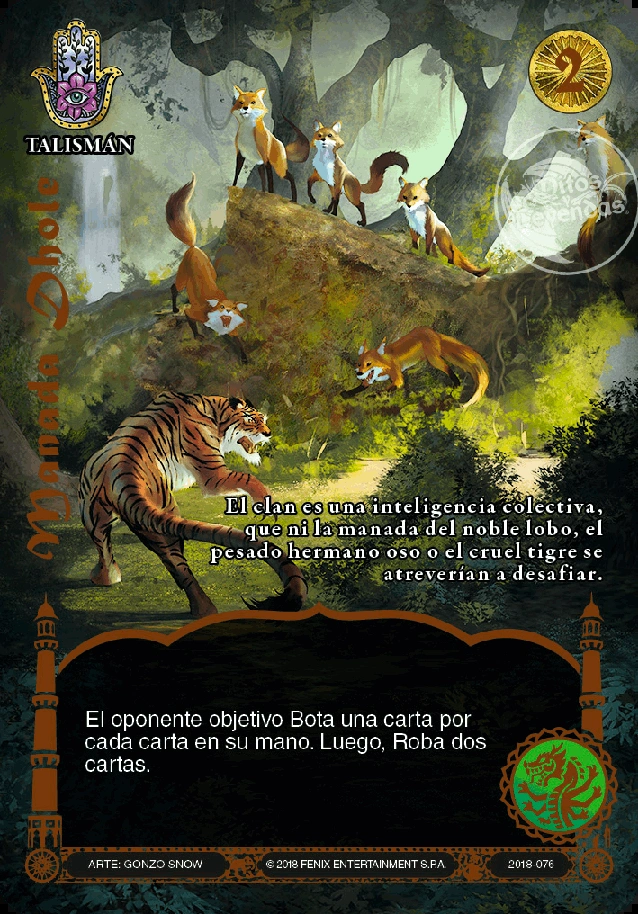 2
TALISMÁN
Mitos
y
Leyendas
Manada Dhole
El clan es una inteligencia colectiva,
que ni la manada del noble lobo, el
pesado hermano oso o el cruel tigre se
atreverían a desafiar.
El oponente objetivo Bota una carta por
cada carta en su mano. Luego, Roba dos
cartas.
ARTE: GONZO SNOW
© 2018 FENIX ENTERTAINMENT S.P.A
2018-076